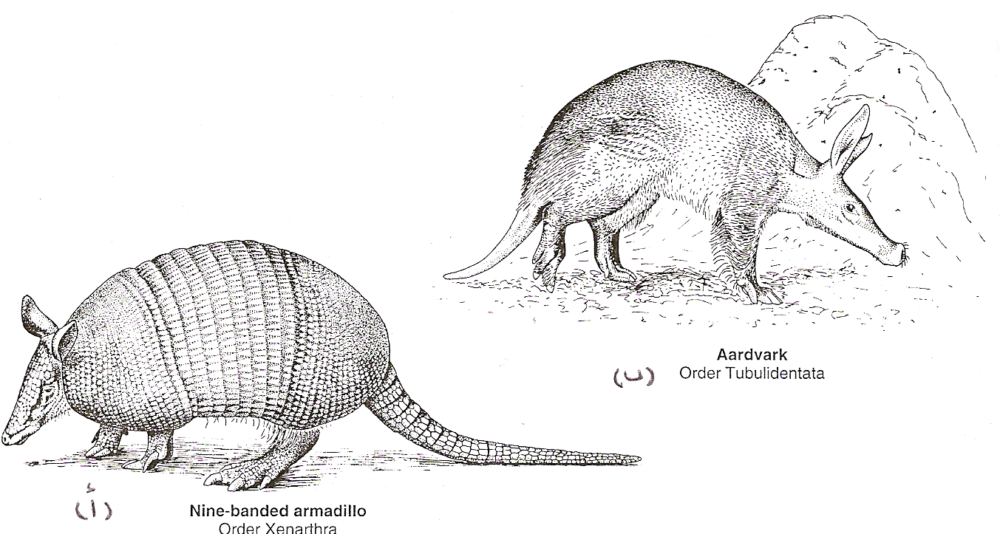 Aardvark
(ب) Order Tubulidentata
(أ) Nine-banded armadillo
Order Xenarthra